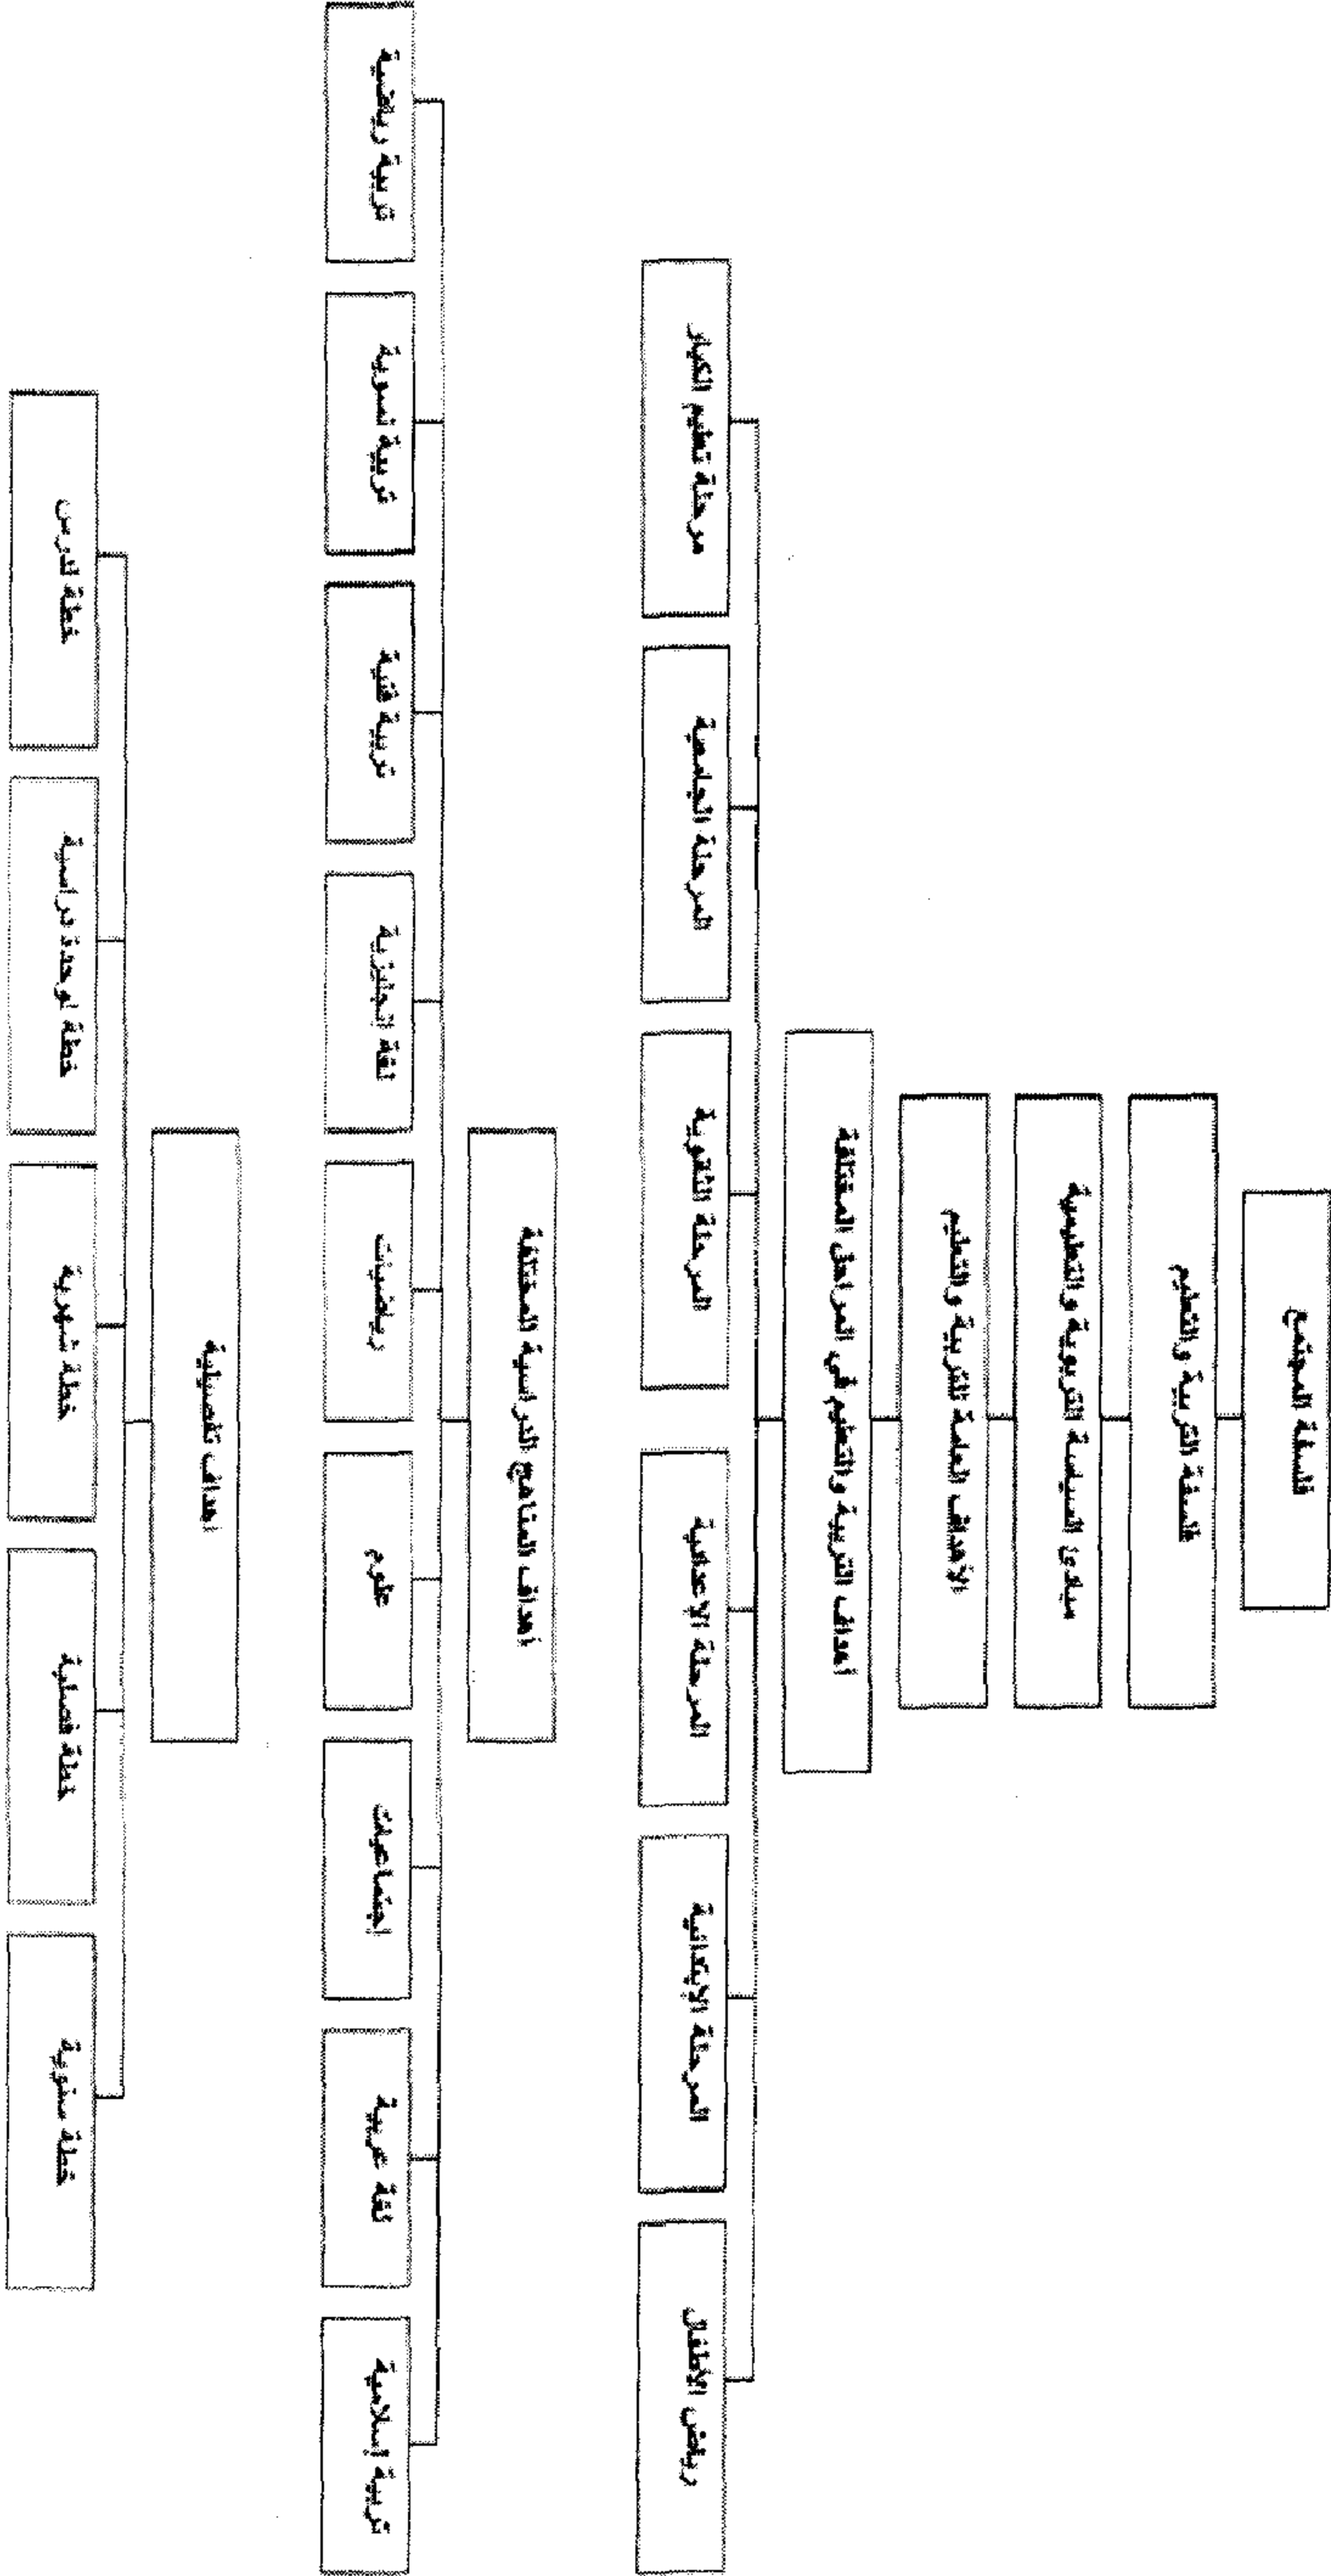 فلسفة المجتمع
فلسفة التربية والتعليم
مبادئ السياسة التربوية والتعليمية
الأهداف العامة للتربية والتعليم
أهداف التربية والتعليم في المراحل المختلفة
رياض الأطفال
المرحلة الإبتدائية
المرحلة الإعدادية
المرحلة الثانوية
المرحلة الجامعية
مرحلة تعليم الكبار
أهداف المناهج الدراسية المختلفة
تربية إسلامية
لغة عربية
اجتماعيات
علوم
رياضيات
لغة إنجليزية
تربية فنية
تربية نسوية
تربية رياضية
أهداف تفصيلية
خطة سنوية
خطة فصلية
خطة شهرية
خطة لوحدة دراسية
خطة لدرس